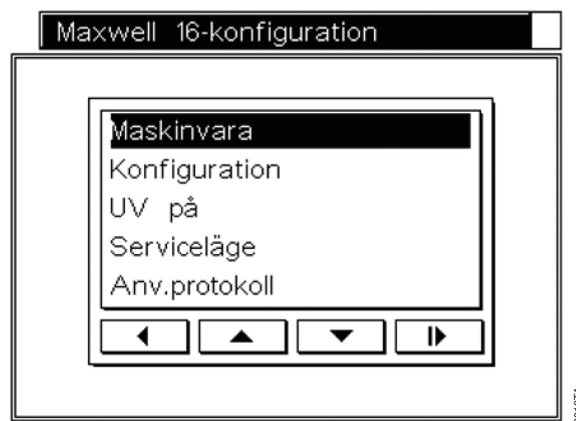 Maxwell 16-konfiguration
Maskinvara
Konfiguration
UV på
Serviceläge
Anv.protokoll